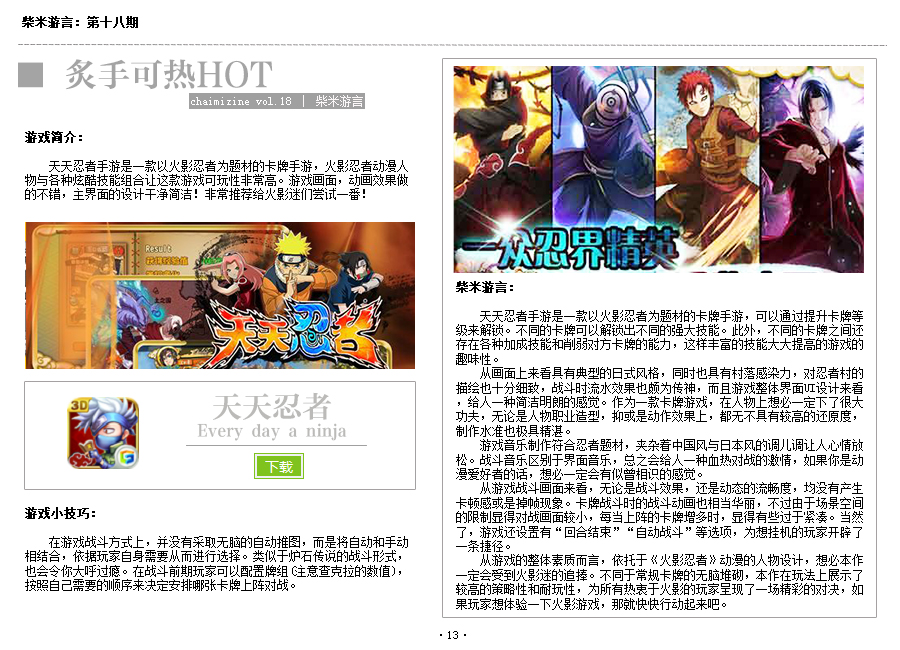 柴米游言：第十八期
炙手可热HOT
chaimizine vol.18 | 柴米游言
游戏简介：
天天忍者手游是一款以火影忍者为题材的卡牌手游，火影忍者动漫人
物与各种炫酷技能组合让这款游戏可玩性非常高。游戏画面，动画效果做
的不错，主界面的设计干净简洁！非常推荐给火影迷们尝试一番！
Result
天天忍者
3D
天天忍者
Every day a ninja
下载
游戏小技巧：
在游戏战斗方式上，并没有采取无脑的自动推图，而是将自动和手动
相结合，依据玩家自身需要从而进行选择。类似于炉石传说的战斗形式，
也会令你大呼过瘾。在战斗前期玩家可以配置牌组（注意查克拉的数值），
按照自己需要的顺序来决定安排哪张卡牌上阵对战。
一众忍界精英
柴米游言：
天天忍者手游是一款以火影忍者为题材的卡牌手游，可以通过提升卡牌等
级来解锁。不同的卡牌可以解锁出不同的强大技能。此外，不同的卡牌之间还
存在各种加成技能和削弱对方卡牌的能力，这样丰富的技能大大提高的游戏的
趣味性。
从画面上来看具有典型的日式风格，同时也具有村落感染力，对忍者村的
描绘也十分细致，战斗时流水效果也颇为传神，而且游戏整体界面UI设计来看
，给人一种简洁明朗的感觉。作为一款卡牌游戏，在人物上想必一定下了很大
功夫，无论是人物职业造型，抑或是动作效果上，都无不具有较高的还原度，
制作水准也极具精湛。
游戏音乐制作符合忍者题材，夹杂着中国风与日本风的调儿调让人心情放
松。战斗音乐区别于界面音乐，总之会给人一种血热对战的激情，如果你是动
漫爱好者的话，想必一定会有似曾相识的感觉。
从游戏战斗画面来看，无论是战斗效果，还是动态的流畅度，均没有产生
卡顿感或是掉帧现象。卡牌战斗时的战斗动画也相当华丽，不过由于场景空间
的限制显得对战画面较小，每当上阵的卡牌增多时，显得有些过于紧凑。当然
了，游戏还设置有“回合结束”“自动战斗”等选项，为想挂机的玩家开辟了
一条捷径。
从游戏的整体素质而言，依托于《火影忍者》动漫的人物设计，想必本作
一定会受到火影迷的追捧。不同于常规卡牌的无脑堆砌，本作在玩法上展示了
较高的策略性和耐玩性，为所有热衷于火影的玩家呈现了一场精彩的对决，如
果玩家想体验一下火影游戏，那就快快行动起来吧。
·13·